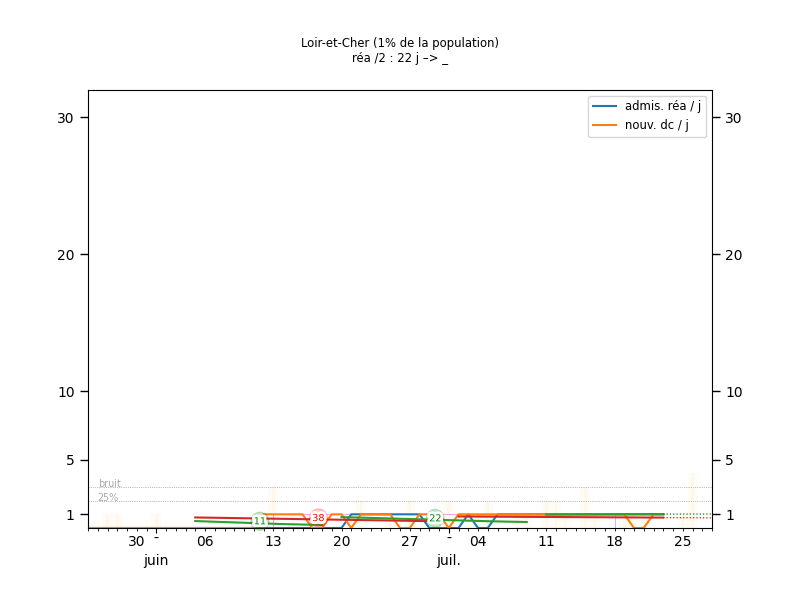 Loir-et-Cher (1% de la population)
réa /2 : 22 j –> _
admis. réa / j
nouv. dc / j
30 30
20 20
10 10
5 5
bruit
25%
1 11 38 22 1
30 - 06 13 20 27 - 04 11 18 25
juin juil.